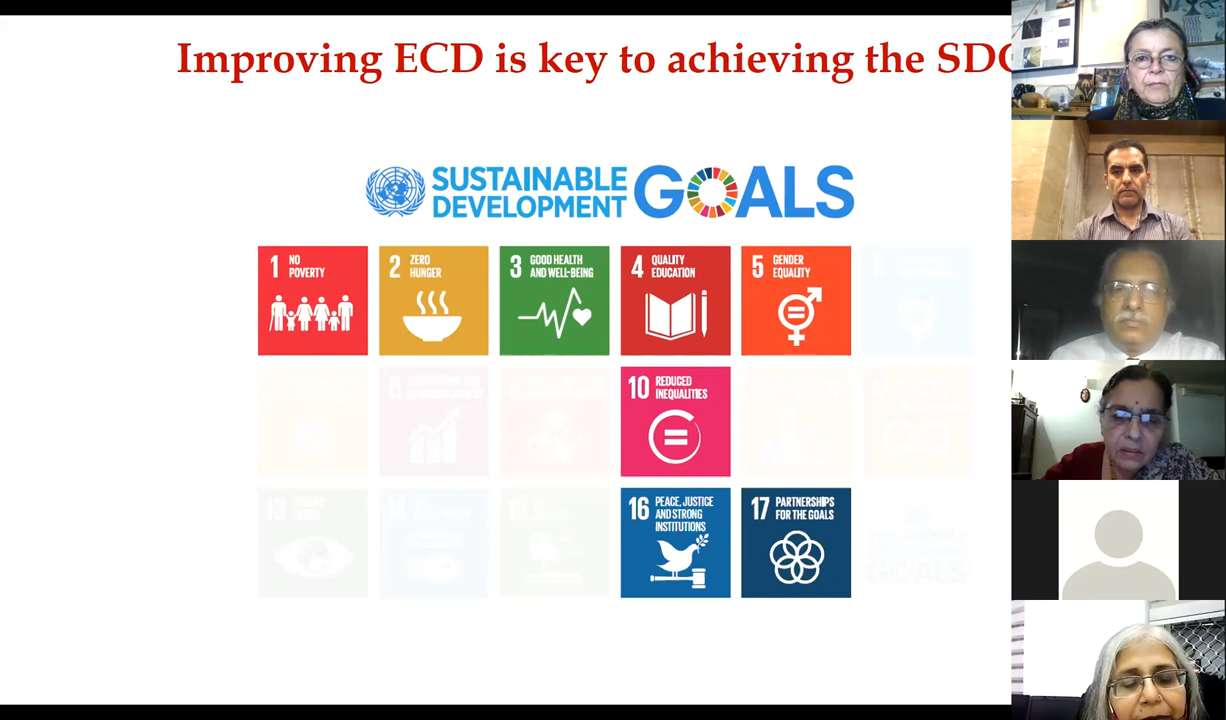 Improving ECD is key to achieving the
SUSTAINABLE
DEVELOPMENT
GOALS
1 NO
POVERTY
2 ZERO
HUNGER
3 GOOD HEALTH
AND WELL-BEING
4 QUALITY
EDUCATION
5 GENDER
EQUALITY
10 REDUCED
INEQUALITIES
16 PEACE, JUSTICE
AND STRONG
INSTITUTIONS
17 PARTNERSHIPS
FOR THE GOALS